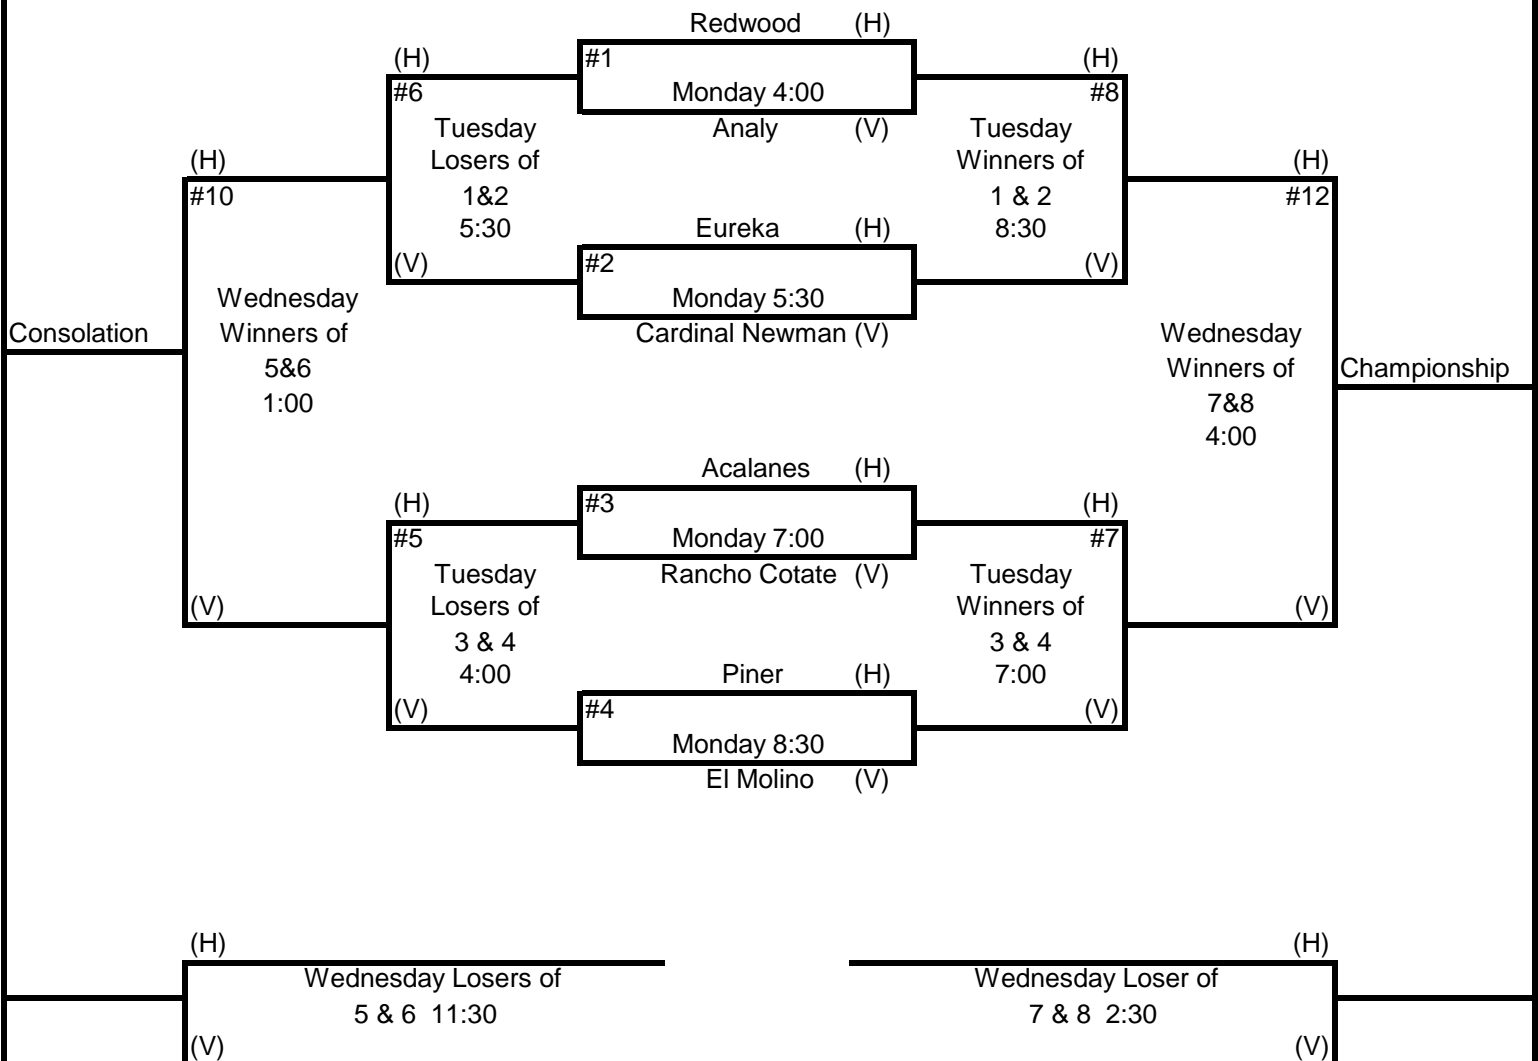 Redwood (H)
(H) #1 (H)
#6 Monday 4:00 #8
Tuesday Analy (V) Tuesday
(H) Losers of Winners of (H)
#10 1&2 1 & 2 #12
5:30 Eureka (H) 8:30
(V) #2 (V)
Wednesday Monday 5:30
Consolation Winners of Cardinal Newman (V) Wednesday
5&6 Winners of Championship
1:00 7&8
4:00
Acalanes (H)
(H) #3 (H)
#5 Monday 7:00 #7
Tuesday Rancho Cotate (V) Tuesday
(V) Losers of Winners of (V)
3 & 4 3 & 4
4:00 Piner (H) 7:00
(V) #4 (V)
Monday 8:30
El Molino (V)
(H) (H)
Wednesday Losers of Wednesday Loser of
5 & 6 11:30 7 & 8 2:30
(V) (V)